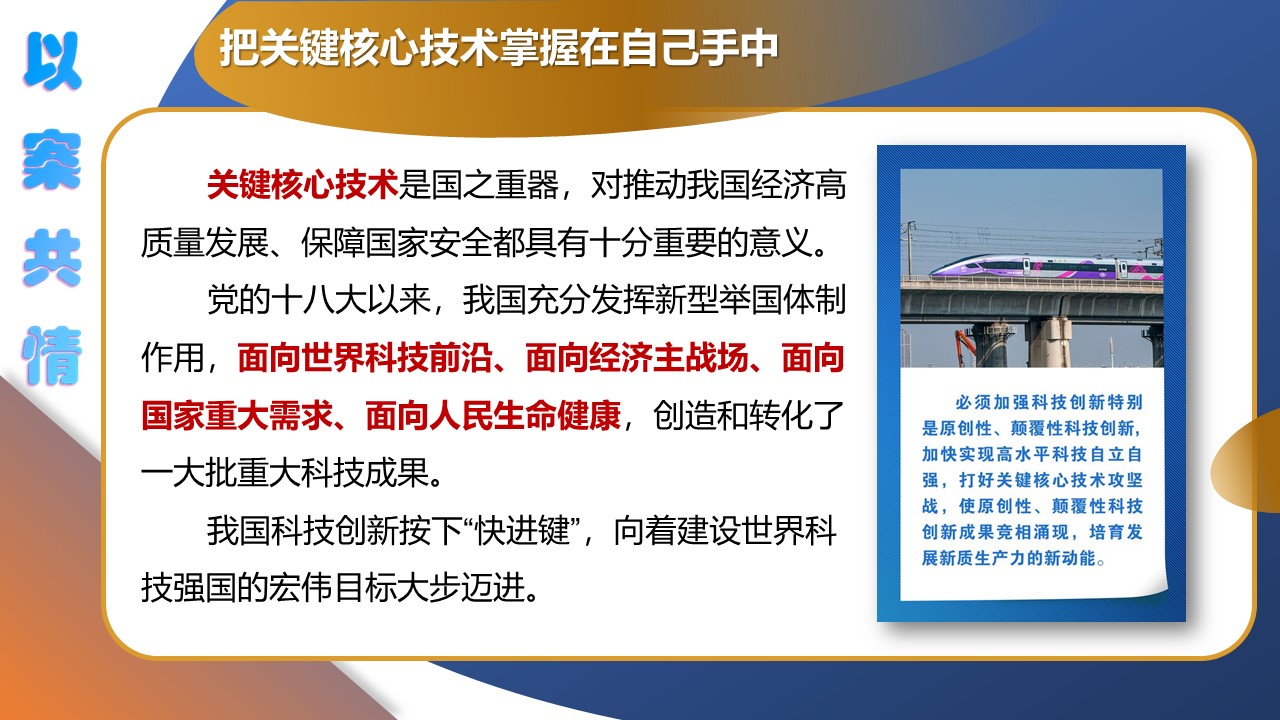 以案共情
把关键核心技术掌握在自己手中
关键核心技术是国之重器，对推动我国经济高
质量发展、保障国家安全都具有十分重要的意义。
党的十八大以来，我国充分发挥新型举国体制
作用，面向世界科技前沿、面向经济主战场、面向
国家重大需求、面向人民生命健康，创造和转化了
一大批重大科技成果。
我国科技创新按下“快进键”，向着建设世界科
技强国的宏伟目标大步迈进。
必须加强科技创新特别
是原创性、颠覆性科技创新，
加快实现高水平科技自立自
强，打好关键核心技术攻坚
战，使原创性、颠覆性科技
创新成果竞相涌现，培育发
展新质生产力的新动能。